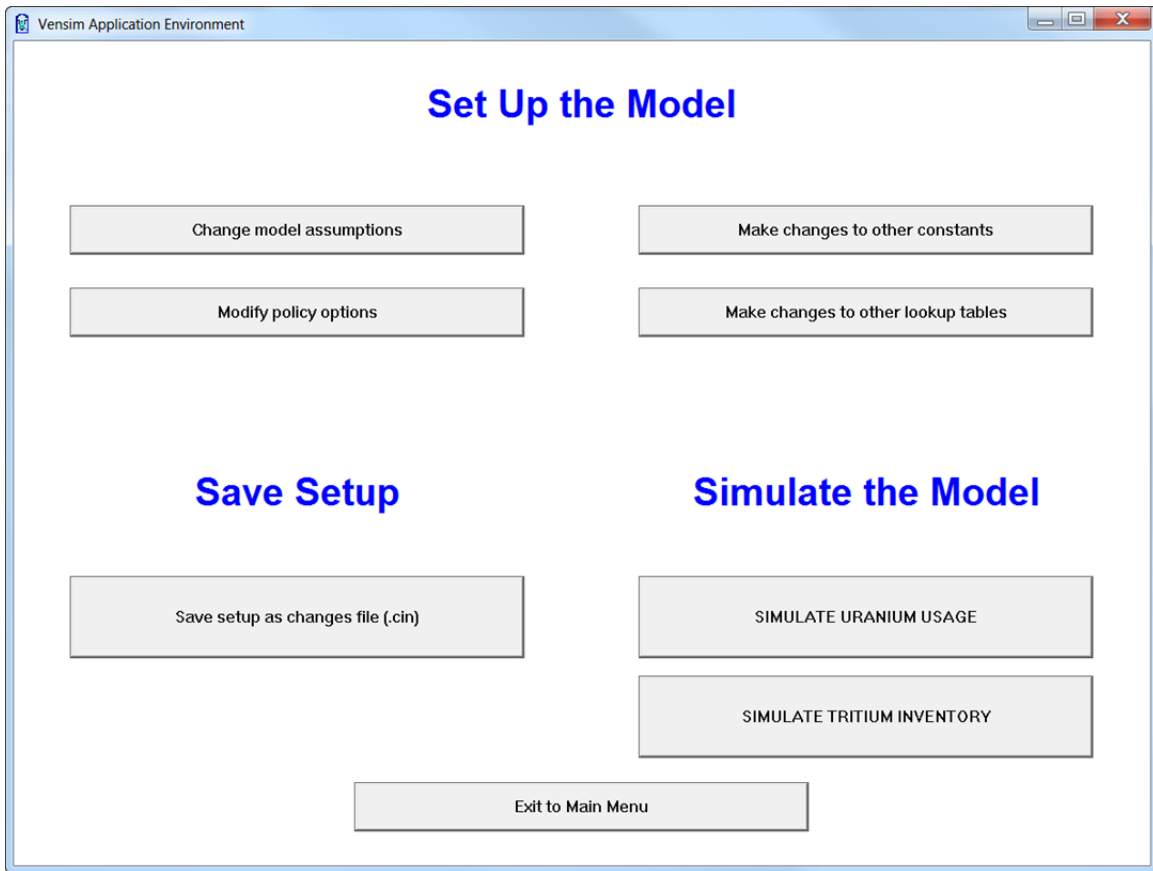 Vensim Application Environment
Set Up the Model
Change model assumptions
Make changes to other constants
Modify policy options
Make changes to other lookup tables
Save Setup
Simulate the Model
Save setup as changes file (.cin)
SIMULATE URANIUM USAGE
SIMULATE TRITIUM INVENTORY
Exit to Main Menu